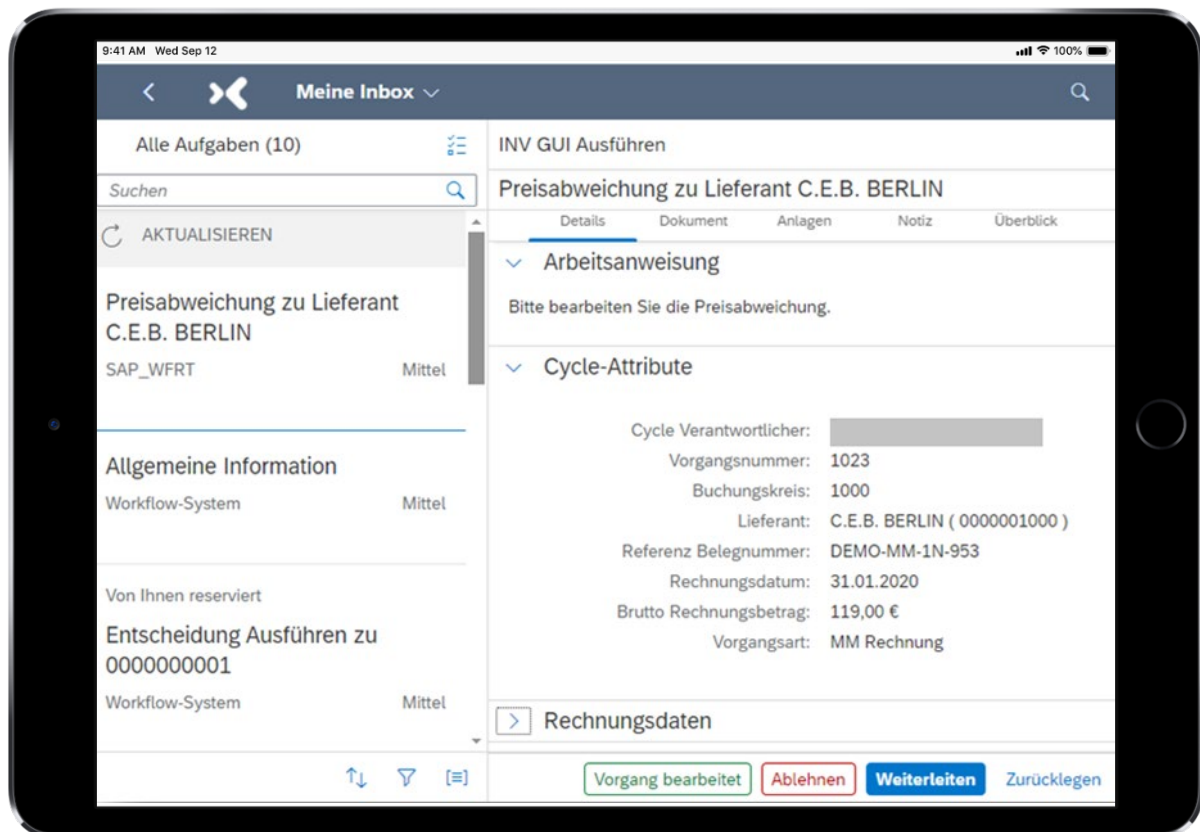 9:41 AM Wed Sep 12
100%
Meine Inbox
Alle Aufgaben (10)
Suchen
AKTUALISIEREN
Preisabweichung zu Lieferant
C.E.B. BERLIN
SAP_WFRT Mittel
Allgemeine Information
Workflow-System Mittel
Von Ihnen reserviert
Entscheidung Ausführen zu
0000000001
Workflow-System Mittel
INV GUI Ausführen
Preisabweichung zu Lieferant C.E.B. BERLIN
Details Dokument Anlagen Notiz Überblick
Arbeitsanweisung
Bitte bearbeiten Sie die Preisabweichung.
Cycle-Attribute
Cycle Verantwortlicher:
Vorgangsnummer: 1023
Buchungskreis: 1000
Lieferant: C.E.B. BERLIN ( 0000001000 )
Referenz Belegnummer: DEMO-MM-1N-953
Rechnungsdatum: 31.01.2020
Brutto Rechnungsbetrag: 119,00 €
Vorgangsart: MM Rechnung
Rechnungsdaten
Vorgang bearbeitet Ablehnen Weiterleiten Zurücklegen